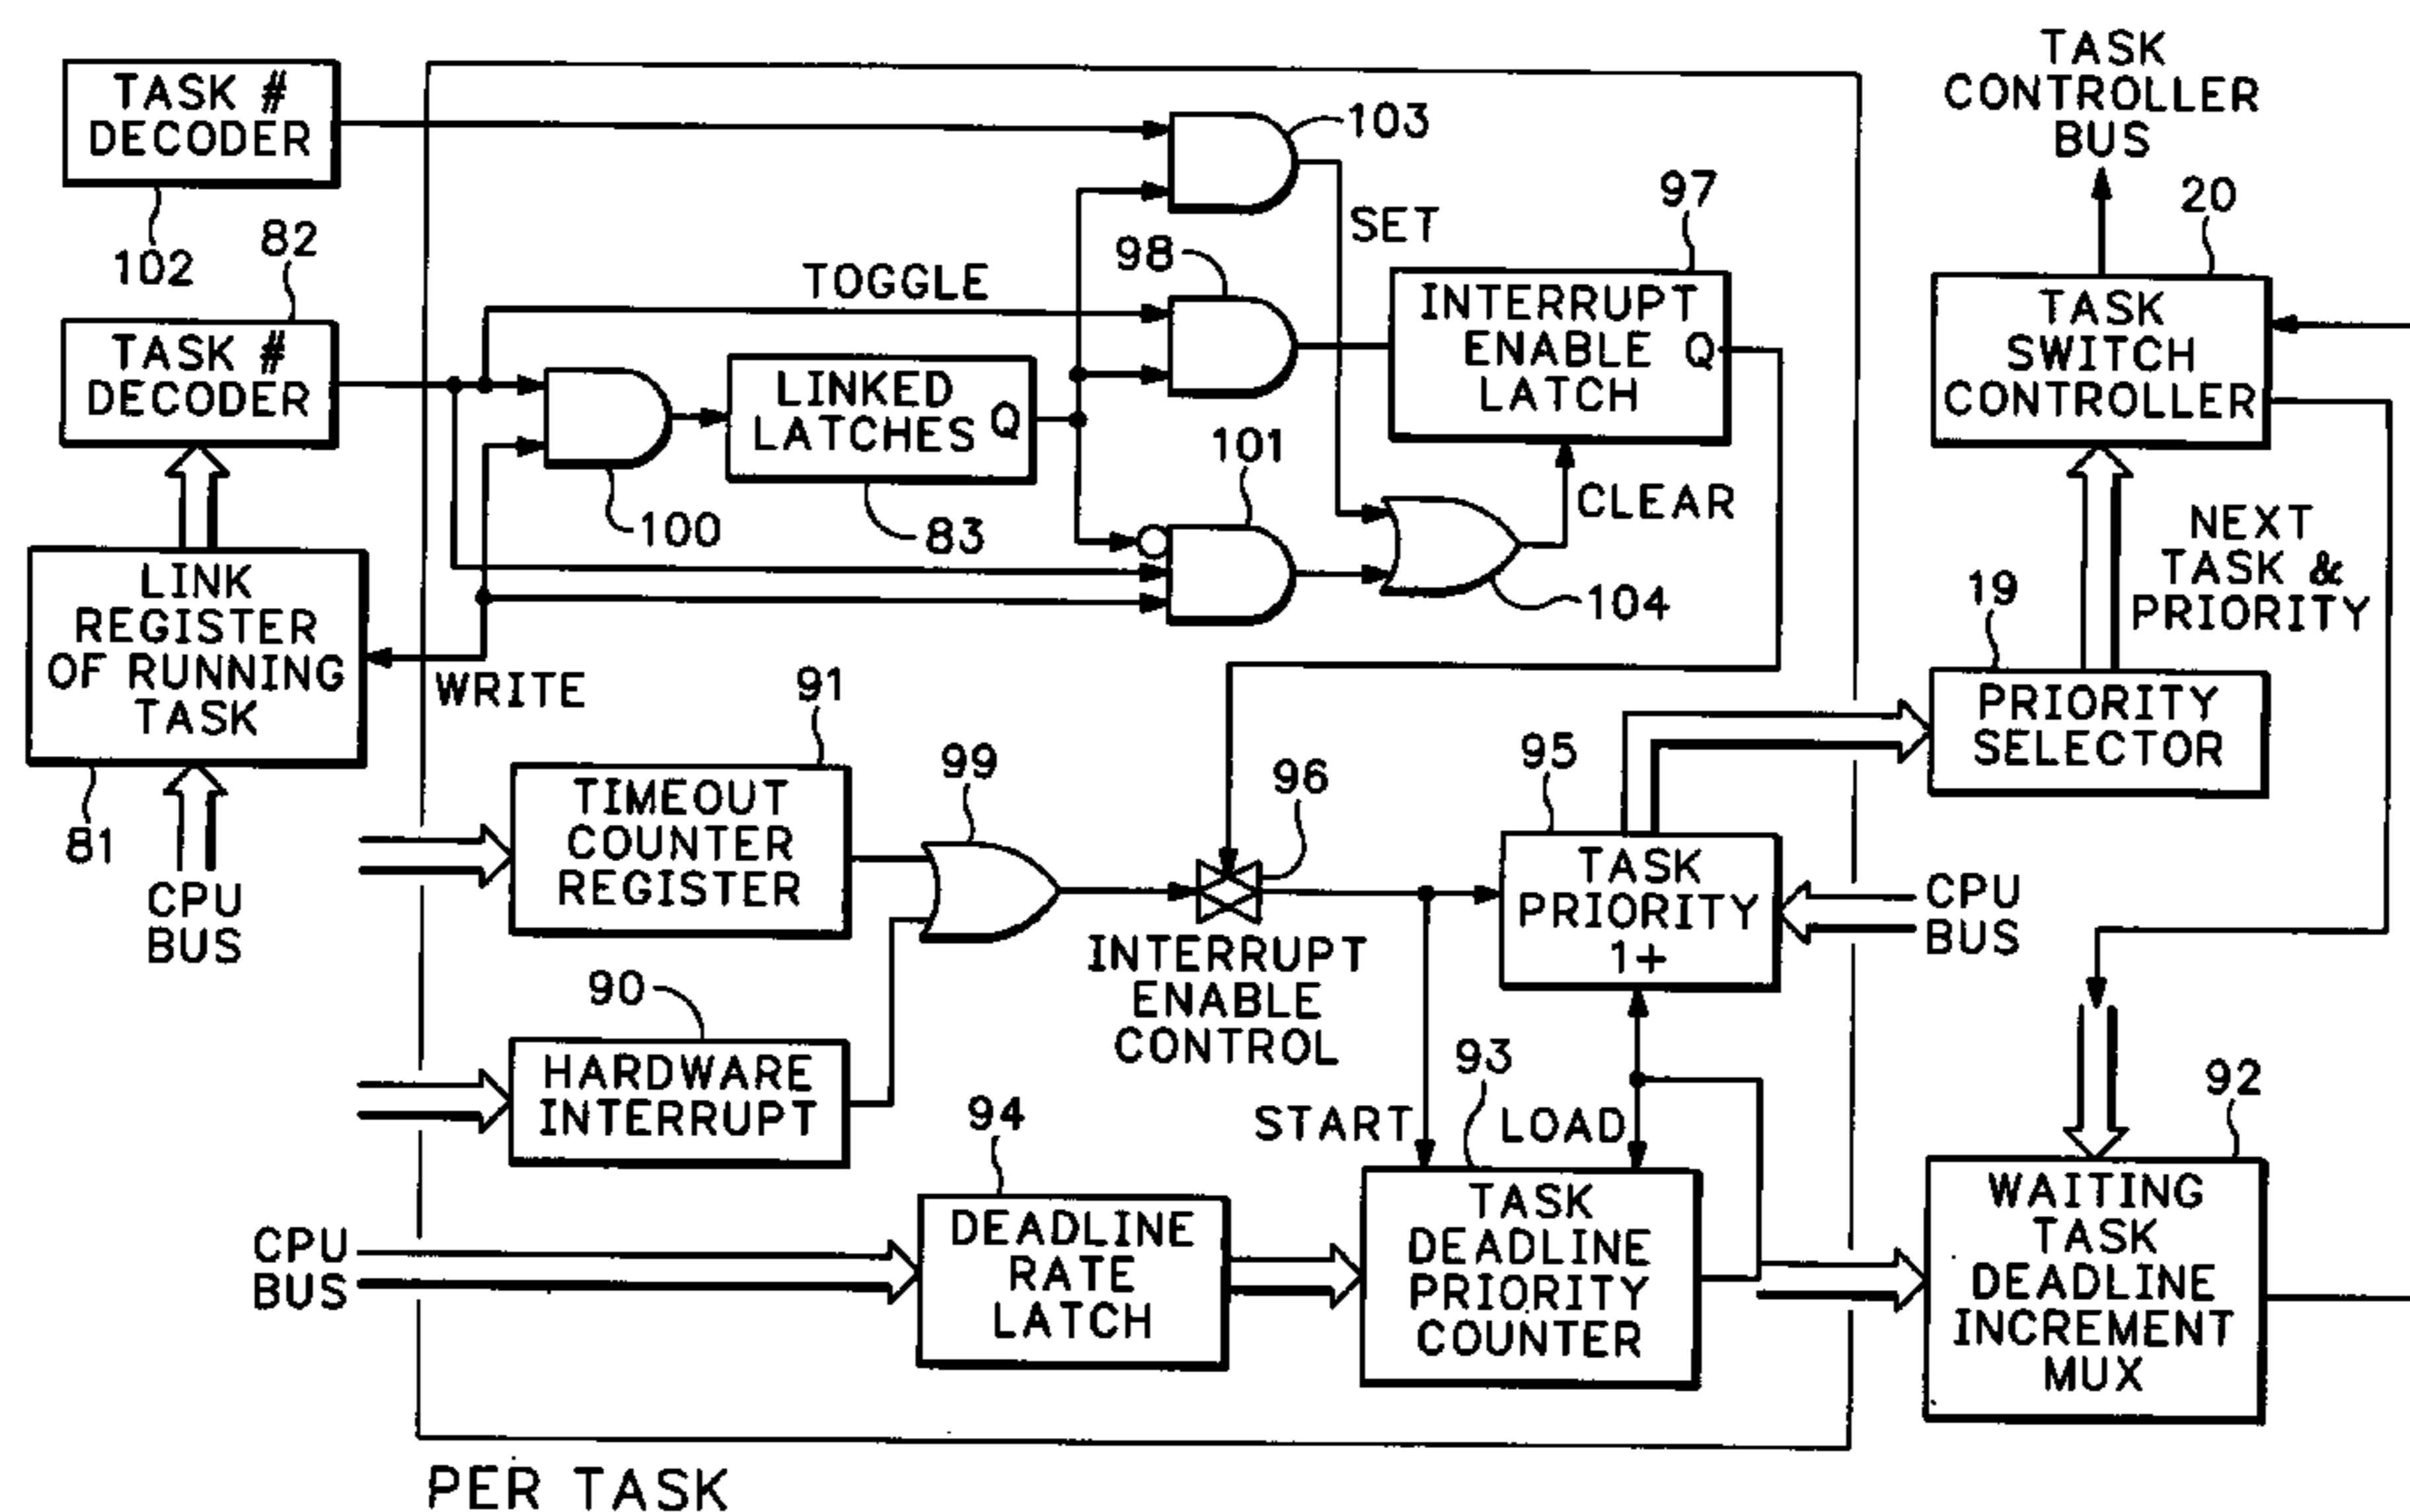 TASK #
DECODER
102
82
TASK #
DECODER
LINK
REGISTER
OF RUNNING
TASK
81
CPU
BUS
WRITE
TOGGLE
100
LINKED
LATCHES
Q
83
103
SET
98
101
97
INTERRUPT
ENABLE
LATCH
Q
CLEAR
104
TASK
CONTROLLER
BUS
20
TASK
SWITCH
CONTROLLER
NEXT
TASK &
PRIORITY
19
PRIORITY
SELECTOR
91
TIMEOUT
COUNTER
REGISTER
99
96
INTERRUPT
ENABLE
CONTROL
95
TASK
PRIORITY
1+
CPU
BUS
90
HARDWARE
INTERRUPT
START
LOAD
93
TASK
DEADLINE
PRIORITY
COUNTER
94
DEADLINE
RATE
LATCH
CPU
BUS
92
WAITING
TASK
DEADLINE
INCREMENT
MUX
PER TASK